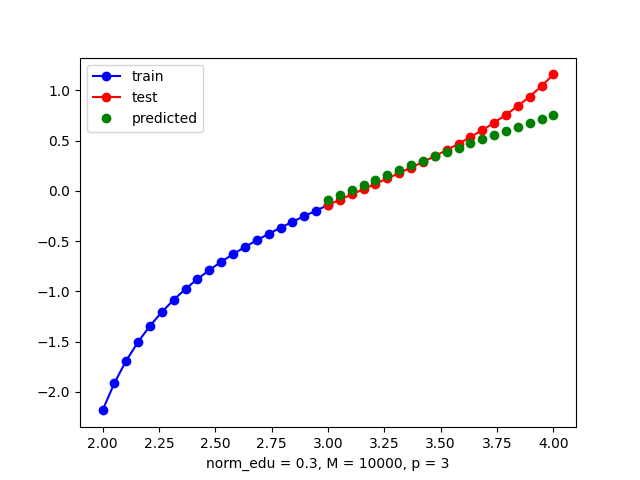 train
test
predicted
1.0
0.5
0.0
−0.5
−1.0
−1.5
−2.0
2.00 2.25 2.50 2.75 3.00 3.25 3.50 3.75 4.00
norm_edu = 0.3, M = 10000, p = 3